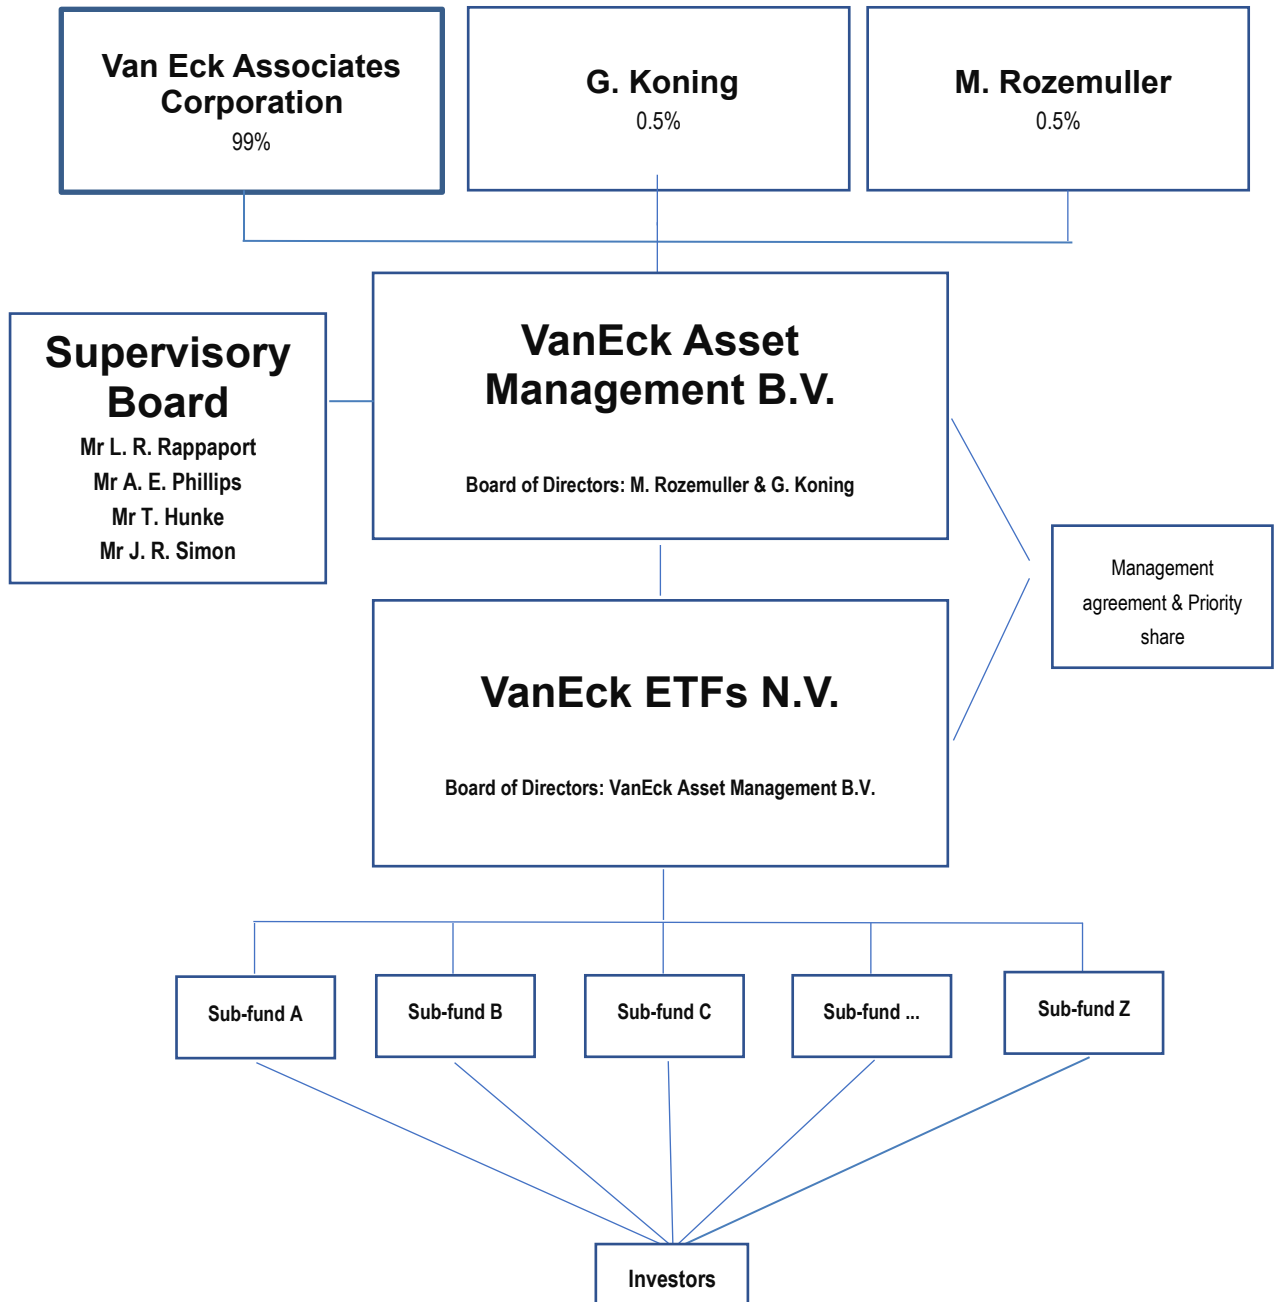 Van Eck Associates
Corporation
99%
G. Koning
0.5%
M. Rozemuller
0.5%
Supervisory
Board
Mr L. R. Rappaport
Mr A. E. Phillips
Mr T. Hunke
Mr J. R. Simon
VanEck Asset
Management B.V.
Board of Directors: M. Rozemuller & G. Koning
Management
agreement & Priority
share
VanEck ETFs N.V.
Board of Directors: VanEck Asset Management B.V.
Sub-fund A
Sub-fund B
Sub-fund C
Sub-fund ...
Sub-fund Z
Investors